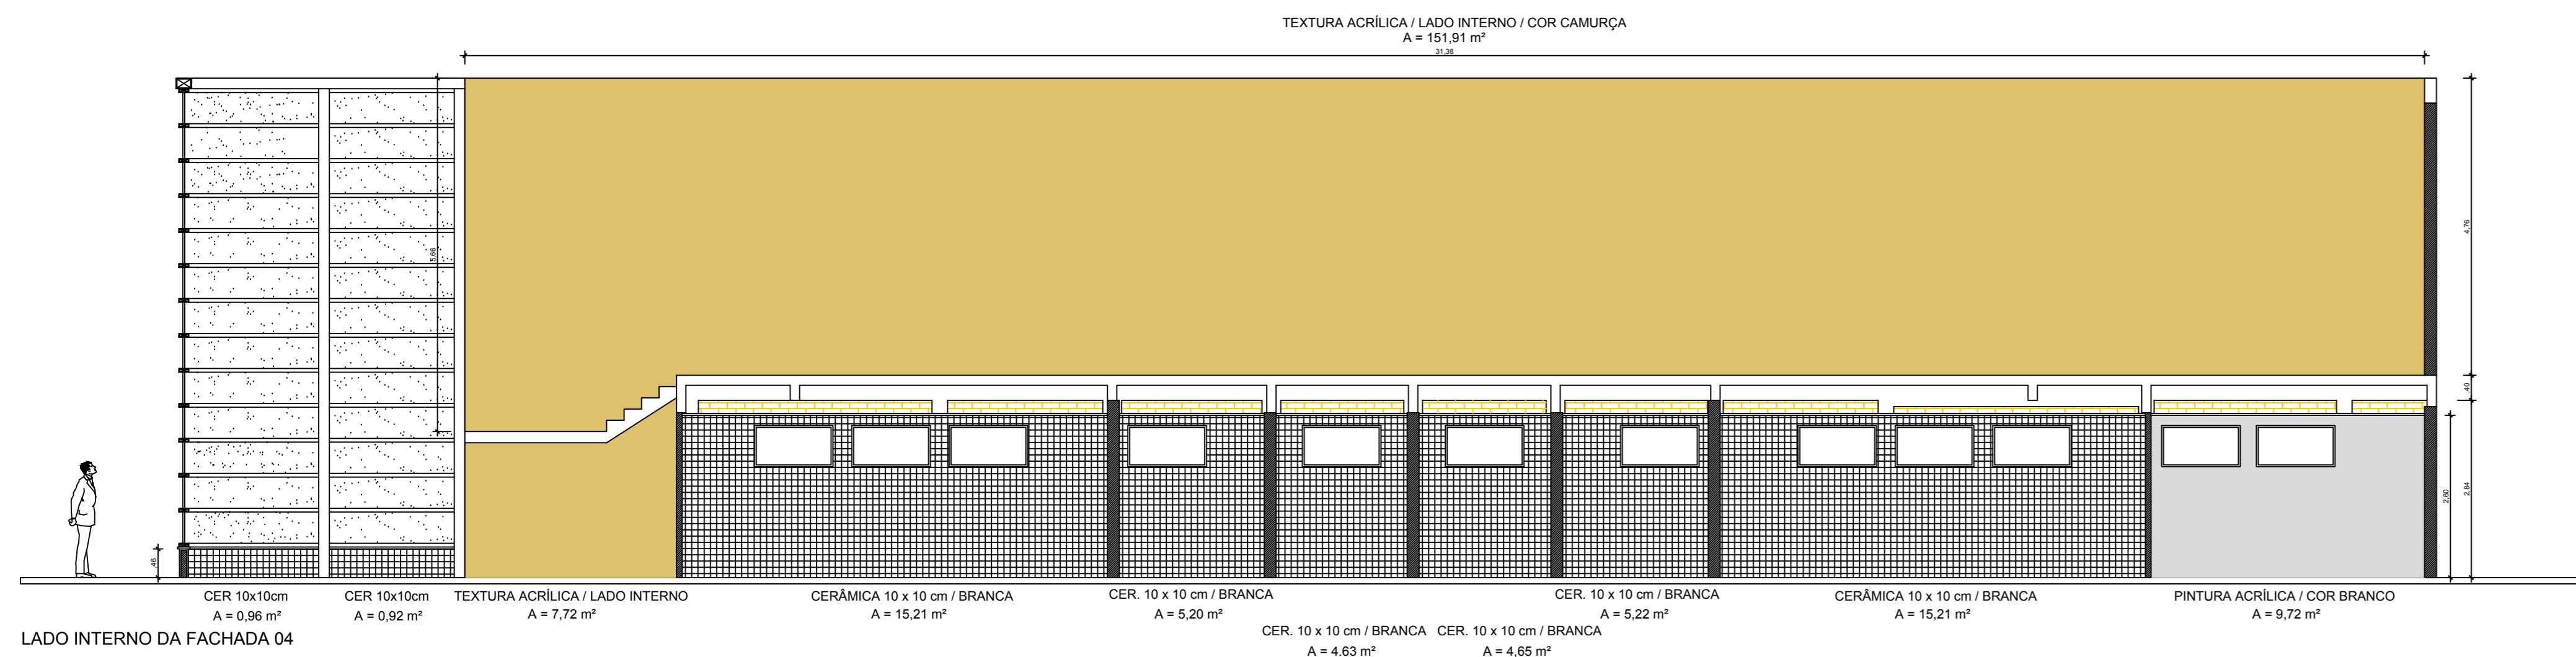 TEXTURA ACRÍLICA / LADO INTERNO / COR CAMURÇA
A = 151,91 m²
31,38
5,66
4,76
,40
2,60
2,84
,46
CER 10x10cm
A = 0,96 m²
CER 10x10cm
A = 0,92 m²
TEXTURA ACRÍLICA / LADO INTERNO
A = 7,72 m²
CERÂMICA 10 x 10 cm / BRANCA
A = 15,21 m²
CER. 10 x 10 cm / BRANCA
A = 5,20 m²
CER. 10 x 10 cm / BRANCA
A = 4.63 m²
CER. 10 x 10 cm / BRANCA
A = 4,65 m²
CER. 10 x 10 cm / BRANCA
A = 5,22 m²
CERÂMICA 10 x 10 cm / BRANCA
A = 15,21 m²
PINTURA ACRÍLICA / COR BRANCO
A = 9,72 m²
LADO INTERNO DA FACHADA 04